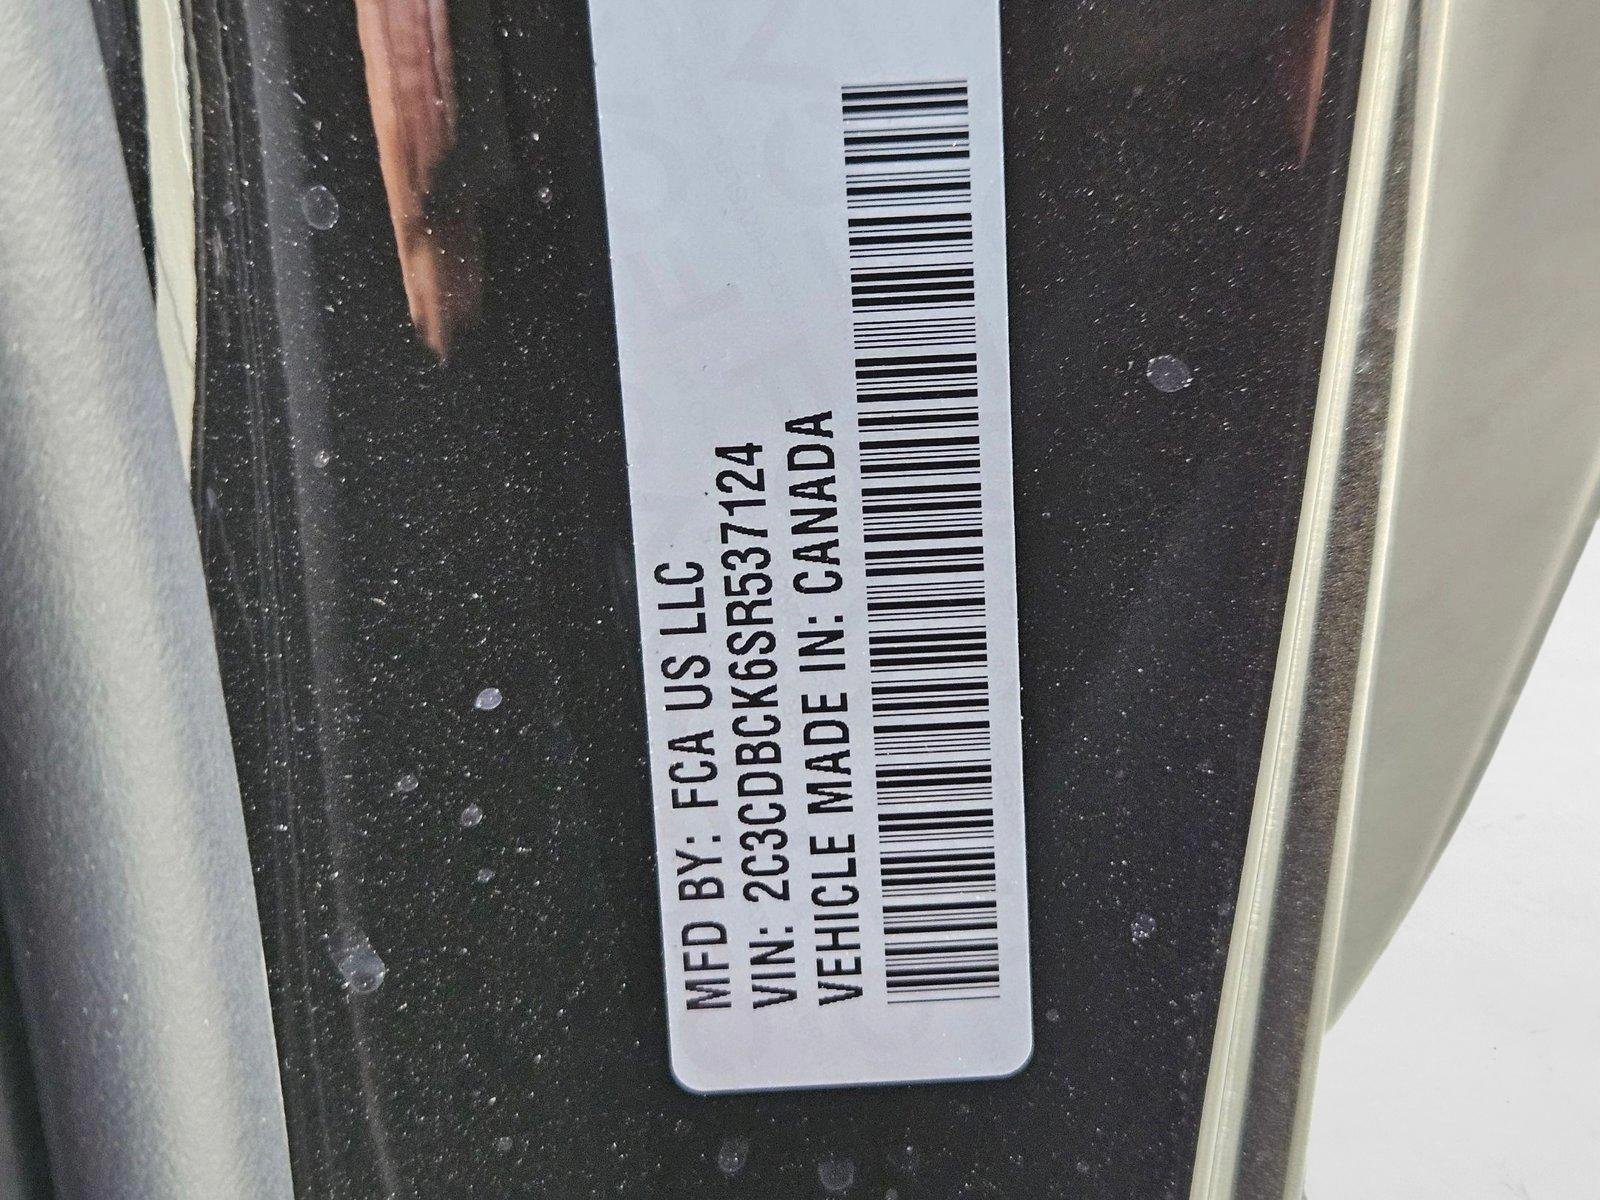 MFD BY: FCA US LLC
VIN: 2C3CDBCK6SR537124
VEHICLE MADE IN: CANADA